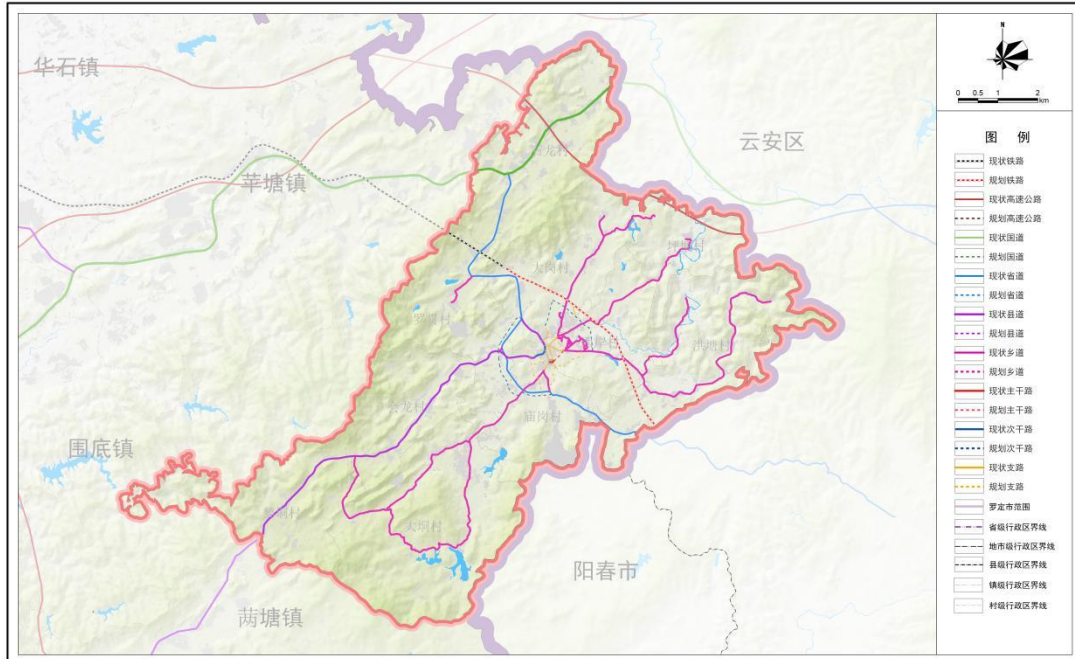 华石镇
苹塘镇
围底镇
云安区
阳春市
大岗村
洪塘村
庙岗村
大垌村
N
0 0.5 1 2
km
图 例
现状铁路
规划铁路
现状高速公路
规划高速公路
现状国道
规划国道
现状省道
规划省道
现状县道
规划县道
现状乡道
规划乡道
现状主干路
规划主干路
现状次干路
规划次干路
现状支路
规划支路
罗定市范围
省级行政区界线
地市级行政区界线
县级行政区界线
镇级行政区界线
村级行政区界线